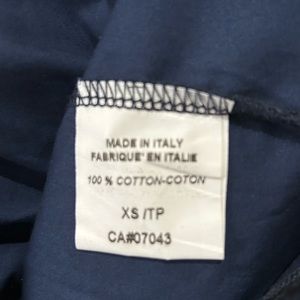 MADE IN ITALY
FABRIQUE' EN ITALIE
100 % COTTON-COTON
XS /TP
CA#07043